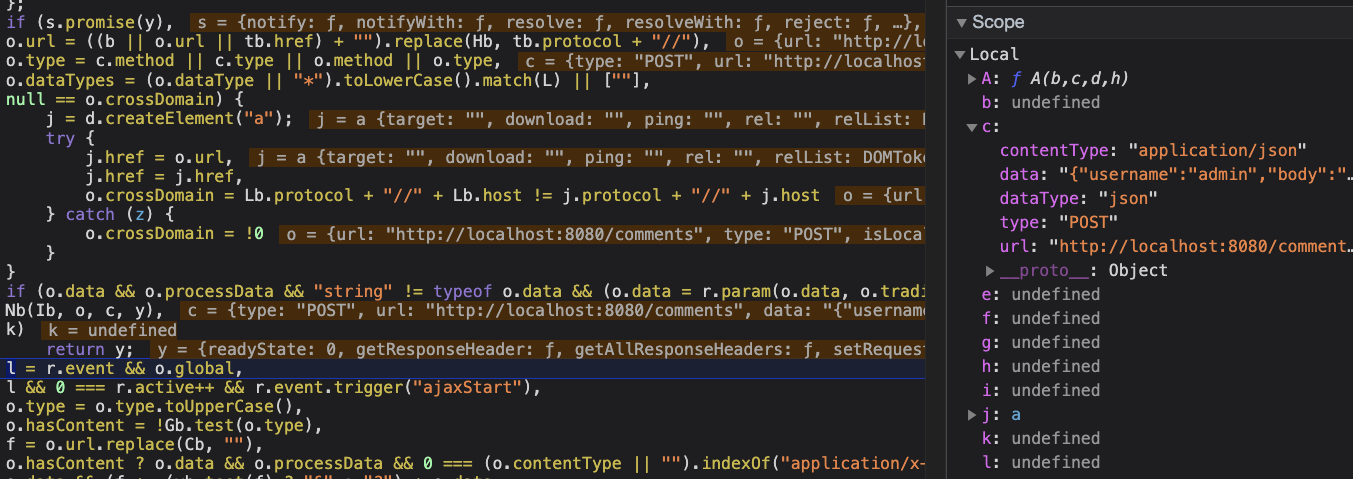 };
if (s.promise(y),  s = {notify: ƒ, notifyWith: ƒ, resolve: ƒ, resolveWith: ƒ, reject: ƒ, …},
o.url = ((b || o.url || tb.href) + "").replace(Hb, tb.protocol + "//"),  o = {url: "http://lo
o.type = c.method || c.type || o.method || o.type,  c = {type: "POST", url: "http://localhost
o.dataTypes = (o.dataType || "*").toLowerCase().match(L) || [""],
null == o.crossDomain) {
j = d.createElement("a");  j = a {target: "", download: "", ping: "", rel: "", relList:
try {
j.href = o.url,  j = a {target: "", download: "", ping: "", rel: "", relList: DOMToke
j.href = j.href,
o.crossDomain = Lb.protocol + "//" + Lb.host != j.protocol + "//" + j.host  o = {url
} catch (z) {
o.crossDomain = !0  o = {url: "http://localhost:8080/comments", type: "POST", isLoca
}
}
if (o.data && o.processData && "string" != typeof o.data && (o.data = r.param(o.data, o.tradi
Nb(Ib, o, c, y),  c = {type: "POST", url: "http://localhost:8080/comments", data: "{"username
k)  k = undefined
return y;  y = {readyState: 0, getResponseHeader: ƒ, getAllResponseHeaders: ƒ, setReques
l = r.event && o.global,
l && 0 === r.active++ && r.event.trigger("ajaxStart"),
o.type = o.type.toUpperCase(),
o.hasContent = !Gb.test(o.type),
f = o.url.replace(Cb, ""),
o.hasContent ? o.data && o.processData && 0 === (o.contentType || "").indexOf("application/x-
Scope
Local
A: ƒ A(b,c,d,h)
b: undefined
c:
contentType: "application/json"
data: "{"username":"admin","body":"…
dataType: "json"
type: "POST"
url: "http://localhost:8080/comment…
__proto__: Object
e: undefined
f: undefined
g: undefined
h: undefined
i: undefined
j: a
k: undefined
l: undefined